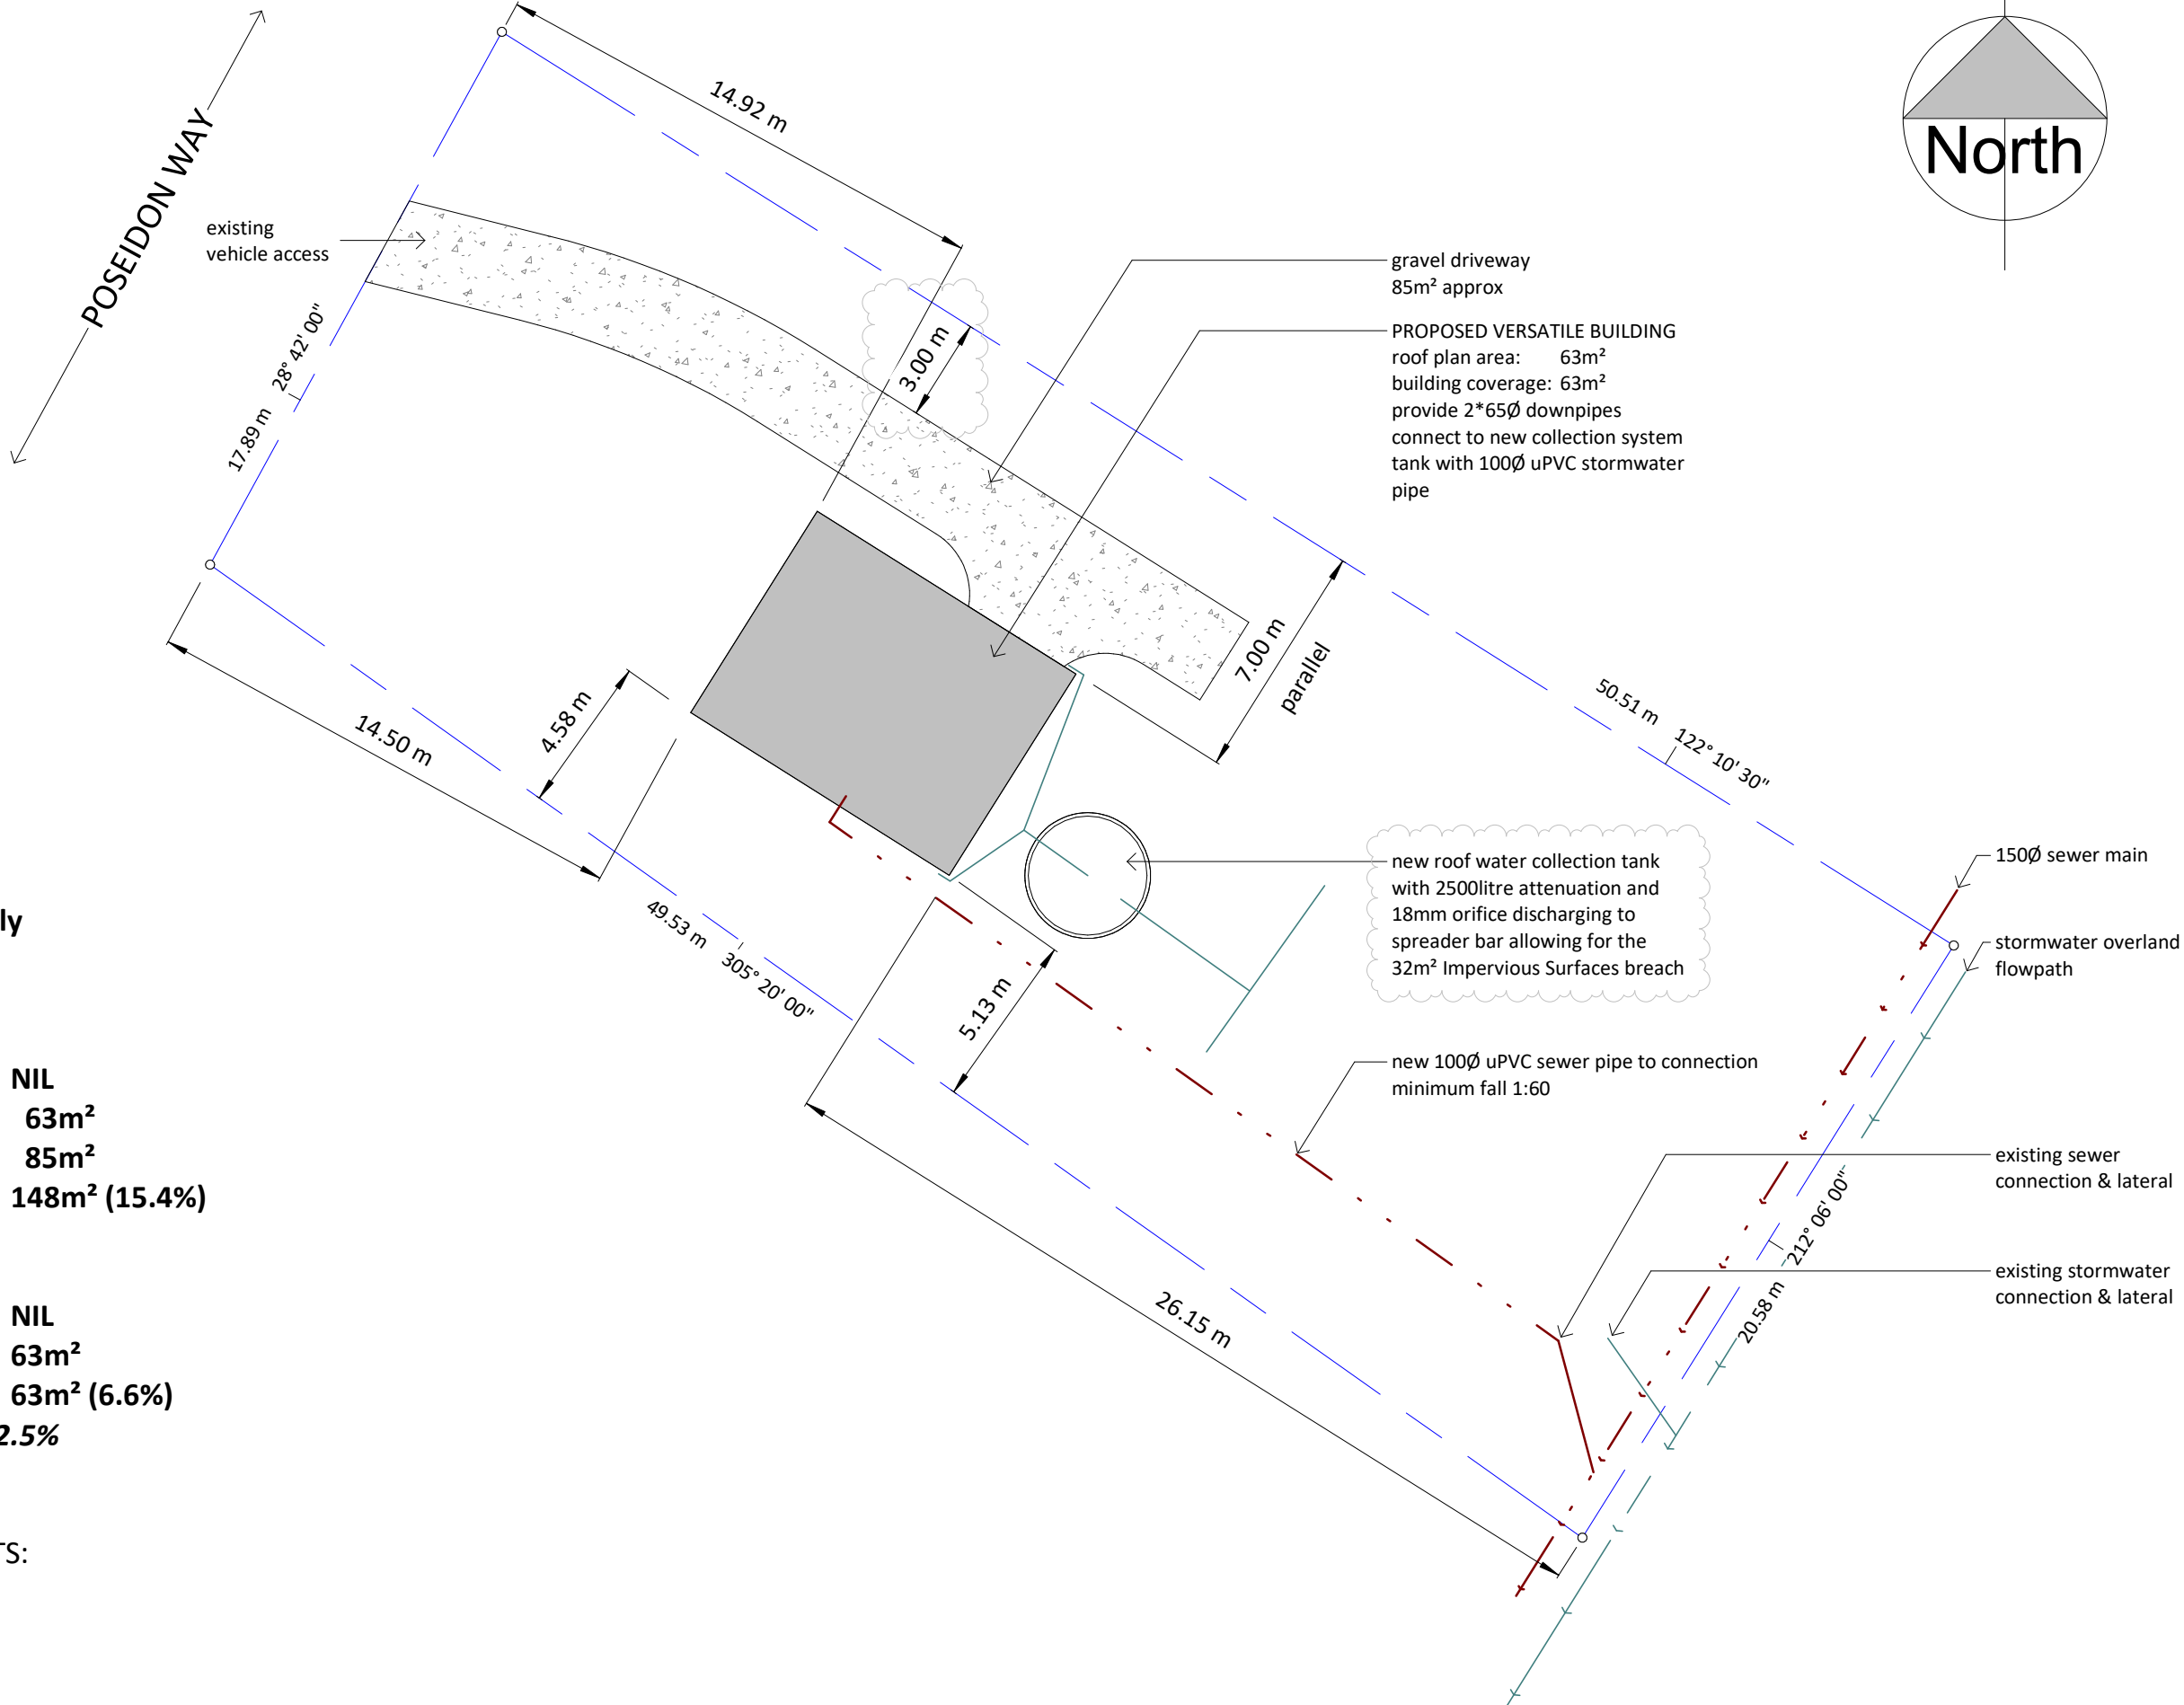 POSEIDON WAY
14.92 m
North
existing
vehicle access
17.89 m
28° 42' 00"
3.00 m
gravel driveway
85m² approx
PROPOSED VERSATILE BUILDING
roof plan area: 63m²
building coverage: 63m²
provide 2*65Ø downpipes
connect to new collection system
tank with 100Ø uPVC stormwater
pipe
7.00 m
parallel
14.50 m
4.58 m
50.51 m
122° 10' 30"
49.53 m
305° 20' 00"
5.13 m
new roof water collection tank
with 2500litre attenuation and
18mm orifice discharging to
spreader bar allowing for the
32m² Impervious Surfaces breach
150Ø sewer main
stormwater overland
flowpath
new 100Ø uPVC sewer pipe to connection
minimum fall 1:60
existing sewer
connection & lateral
212° 06' 00"
20.58 m
existing stormwater
connection & lateral
26.15 m
ly
NIL
63m²
85m²
148m² (15.4%)
NIL
63m²
63m² (6.6%)
2.5%
TS: